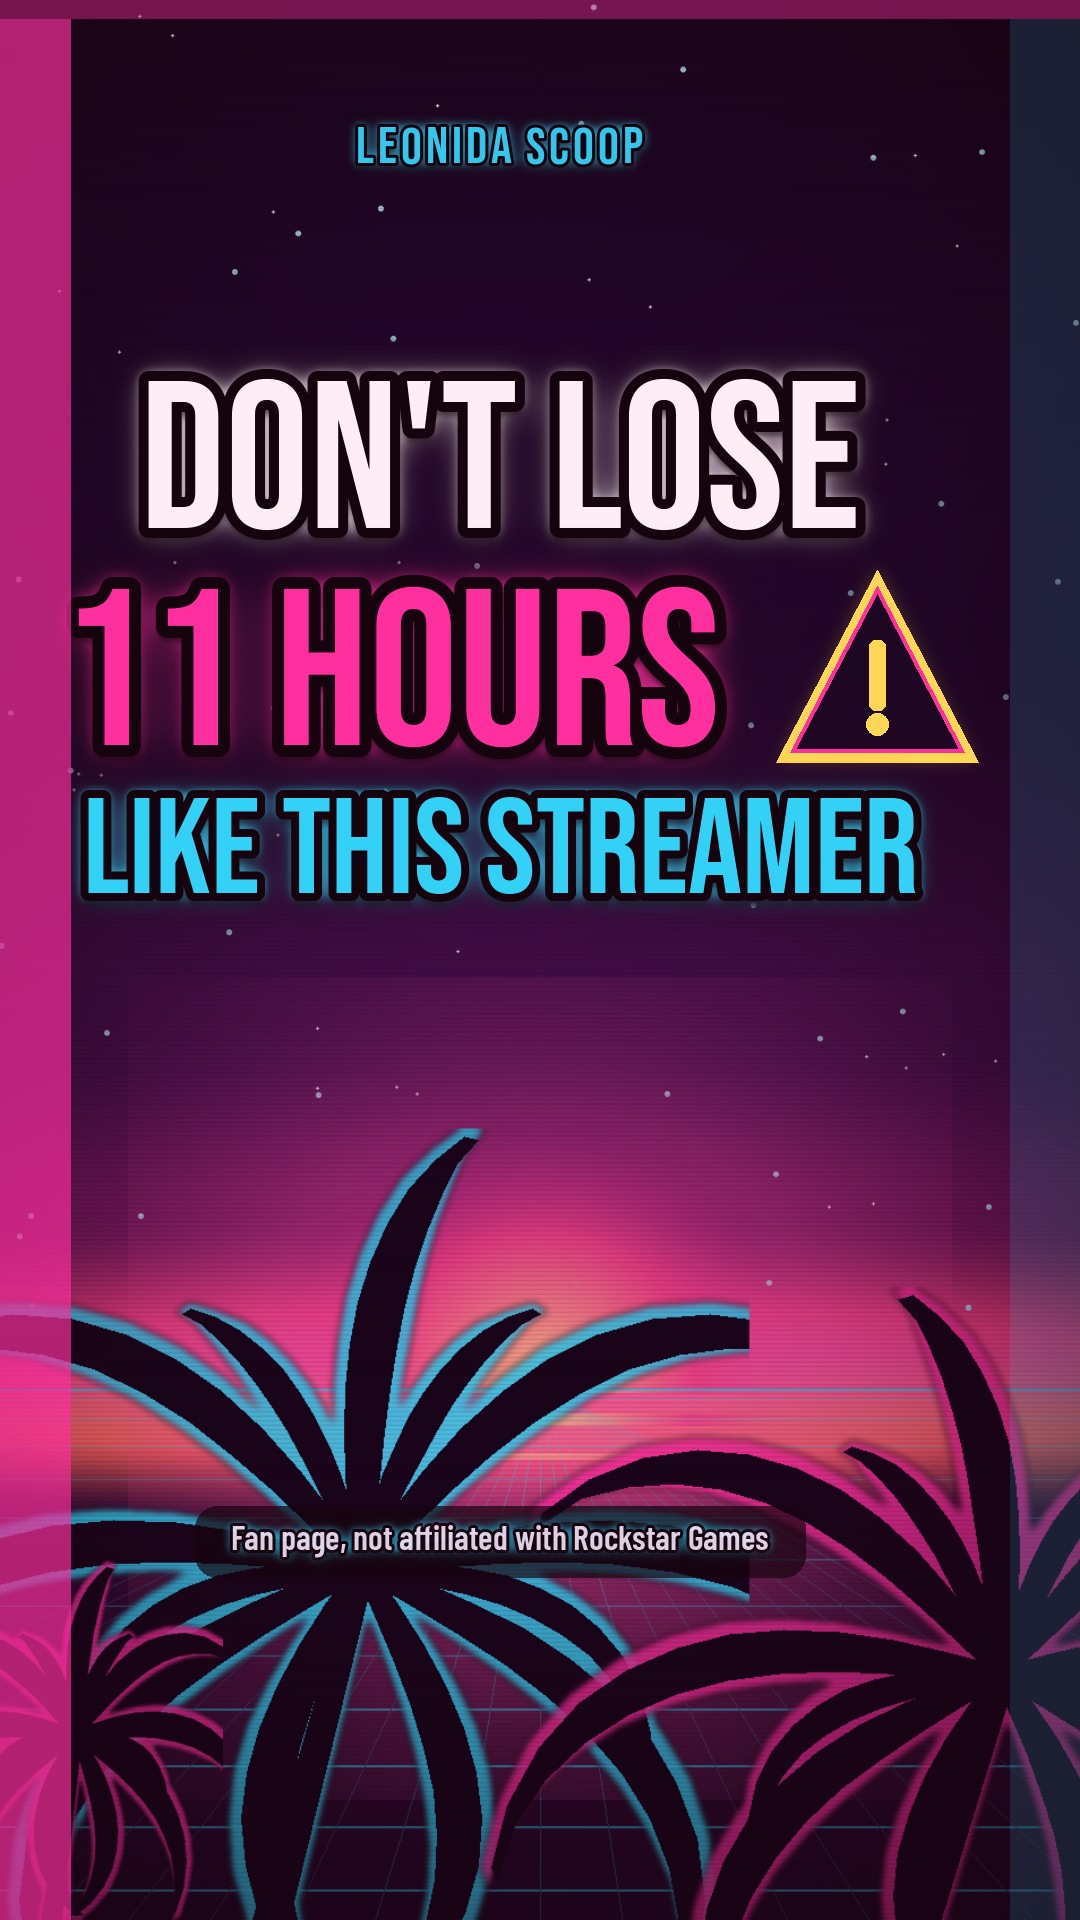 LEONIDA SCOOP
DON'T LOSE
11 HOURS
LIKE THIS STREAMER
Fan page, not affiliated with Rockstar Games